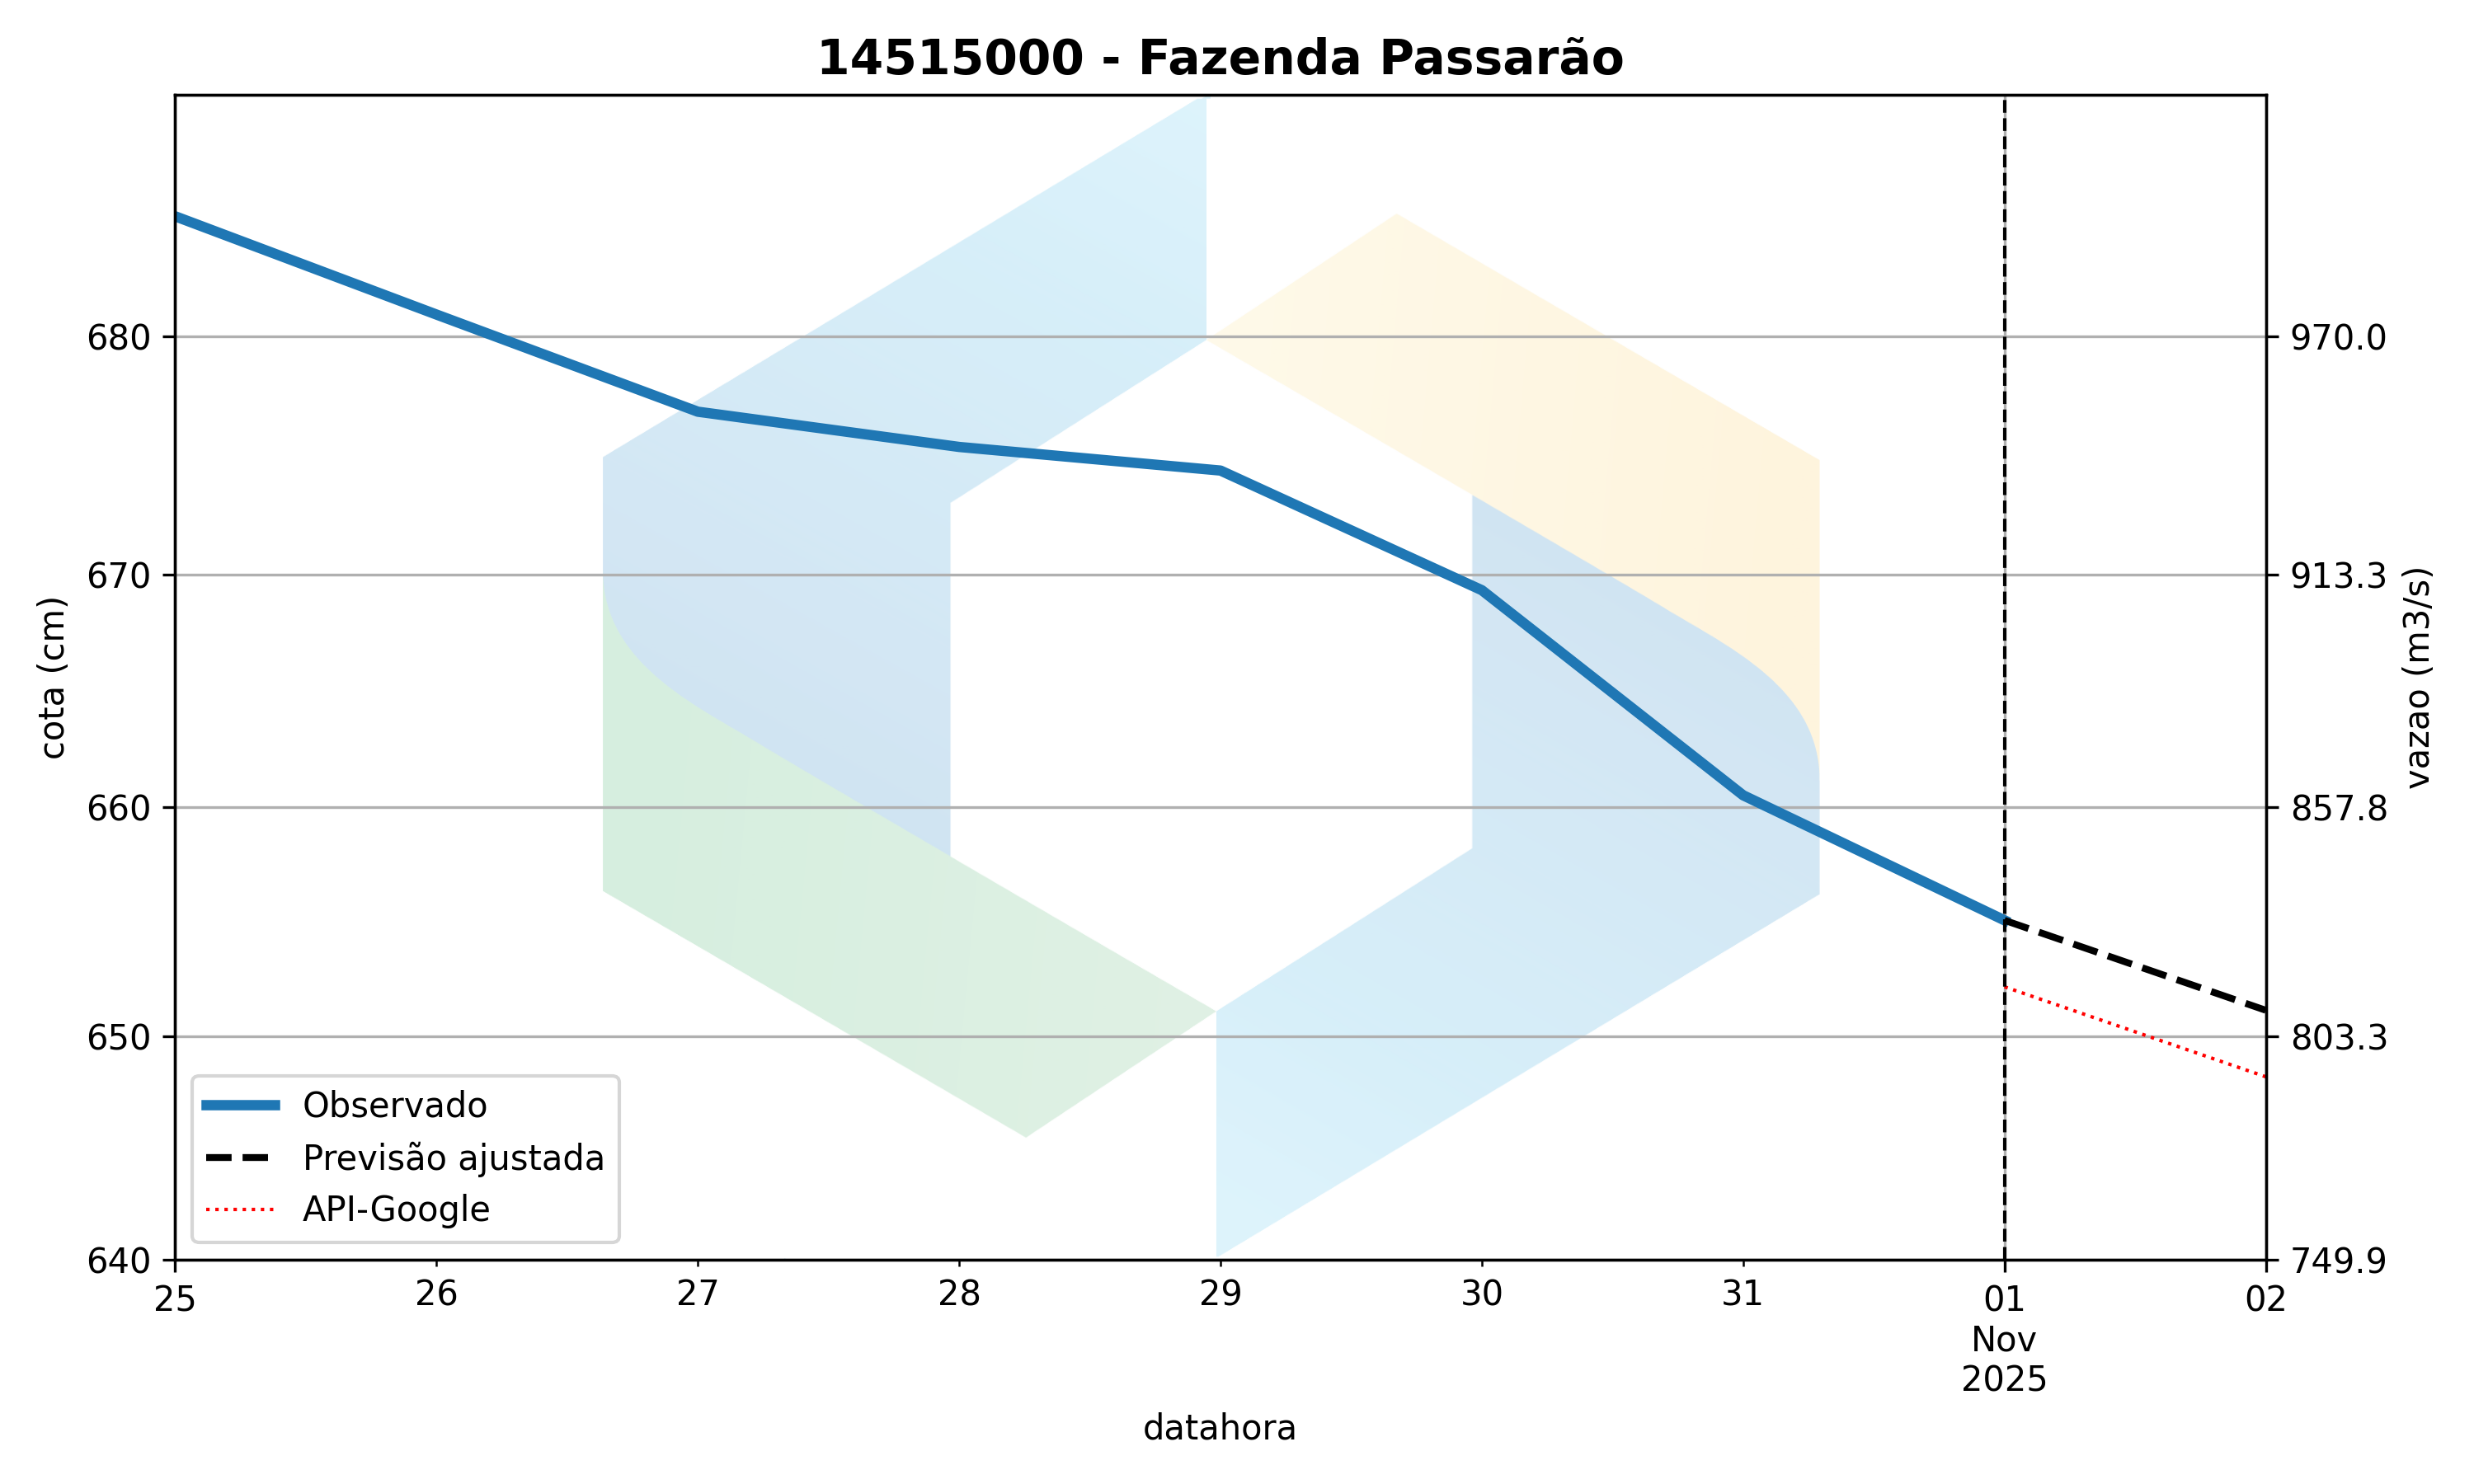 14515000 - Fazenda Passarão
680
670
660
650
640
cota (cm)
970.0
913.3
857.8
803.3
749.9
vazao (m3/s)
Observado
Previsão ajustada
API-Google
25
26
27
28
29
30
31
01
Nov
2025
02
datahora